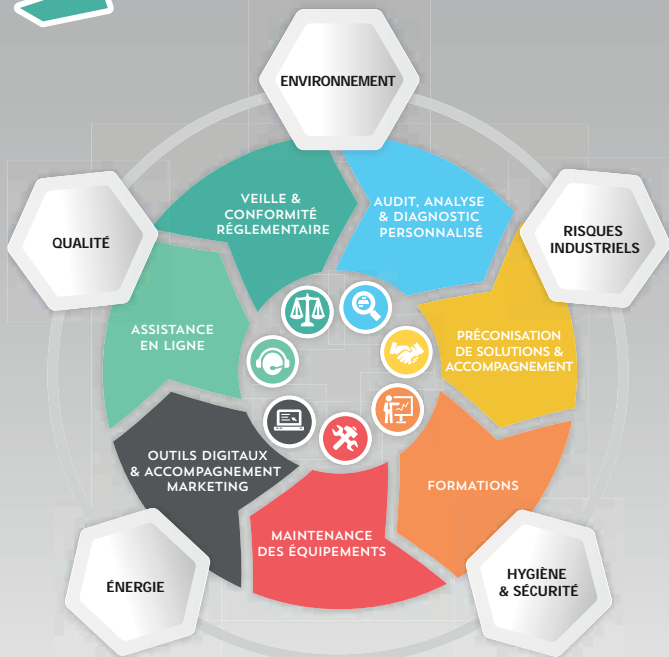 ENVIRONNEMENT
VEILLE &
CONFORMITÉ
RÉGLEMENTAIRE
AUDIT, ANALYSE
& DIAGNOSTIC
PERSONNALISÉ
QUALITÉ
RISQUES
INDUSTRIELS
ASSISTANCE
EN LIGNE
PRÉCONISATION
DE SOLUTIONS &
ACCOMPAGNEMENT
OUTILS DIGITAUX
& ACCOMPAGNEMENT
MARKETING
FORMATIONS
MAINTENANCE
DES ÉQUIPEMENTS
ÉNERGIE
HYGIÈNE
& SÉCURITÉ